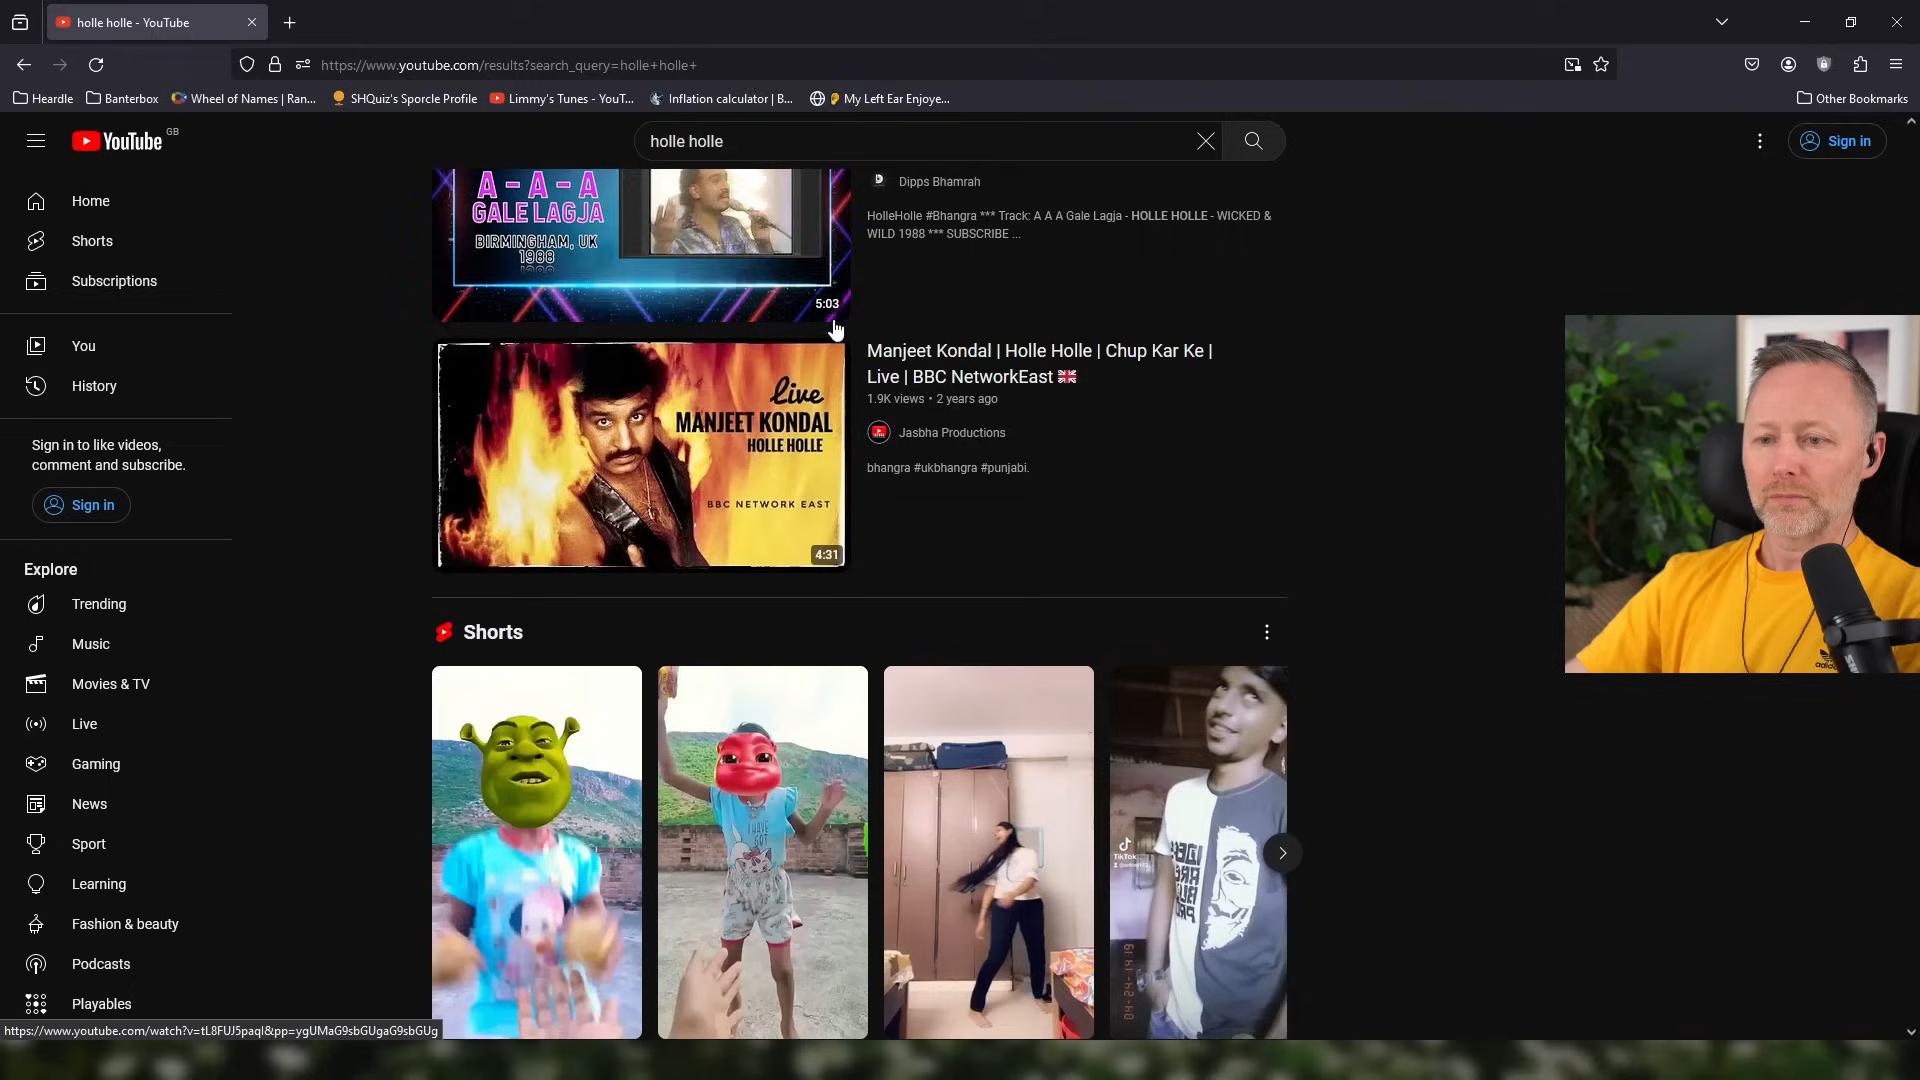 holle holle - YouTube
https://www.youtube.com/results?search_query=holle+holle+
Heardle
Banterbox
Wheel of Names | Ran...
SHQuiz's Sporcle Profile
Limmy's Tunes - YouT...
Inflation calculator | B...
My Left Ear Enjoye...
Other Bookmarks
YouTube GB
holle holle
Sign in
Home
Shorts
Subscriptions
You
History
Sign in to like videos,
comment and subscribe.
Sign in
Explore
Trending
Music
Movies & TV
Live
Gaming
News
Sport
Learning
Fashion & beauty
Podcasts
Playables
https://www.youtube.com/watch?v=tL8FUJ5paqI&pp=ygUMaG9sbGUgaG9sbGUg
A - A - A
GALE LAGJA
BIRMINGHAM, UK
1988
5:03
Dipps Bhamrah
HolleHolle #Bhangra *** Track: A A A Gale Lagja - HOLLE HOLLE - WICKED &
WILD 1988 *** SUBSCRIBE ...
Live
MANJEET KONDAL
HOLLE HOLLE
BBC NETWORK EAST
4:31
Manjeet Kondal | Holle Holle | Chup Kar Ke |
Live | BBC NetworkEast
1.9K views • 2 years ago
Jasbha Productions
bhangra #ukbhangra #punjabi.
Shorts
TikTok
adidas